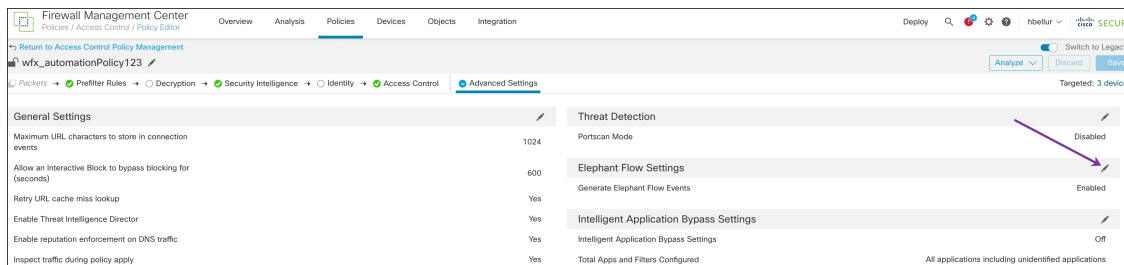 Firewall Management Center
Policies / Access Control / Policy Editor
Overview
Analysis
Policies
Devices
Objects
Integration
Deploy
hbellur
cisco SECUR
Return to Access Control Policy Management
Switch to Legac
wfx_automationPolicy123
Analyze
Discard
Save
Packets → Prefilter Rules → Decryption → Security Intelligence → Identity → Access Control
Advanced Settings
Targeted: 3 device
General Settings
Maximum URL characters to store in connection
events
1024
Allow an Interactive Block to bypass blocking for
(seconds)
600
Retry URL cache miss lookup
Yes
Enable Threat Intelligence Director
Yes
Enable reputation enforcement on DNS traffic
Yes
Inspect traffic during policy apply
Yes
Threat Detection
Portscan Mode
Disabled
Elephant Flow Settings
Generate Elephant Flow Events
Enabled
Intelligent Application Bypass Settings
Intelligent Application Bypass Settings
Off
Total Apps and Filters Configured
All applications including unidentified applications